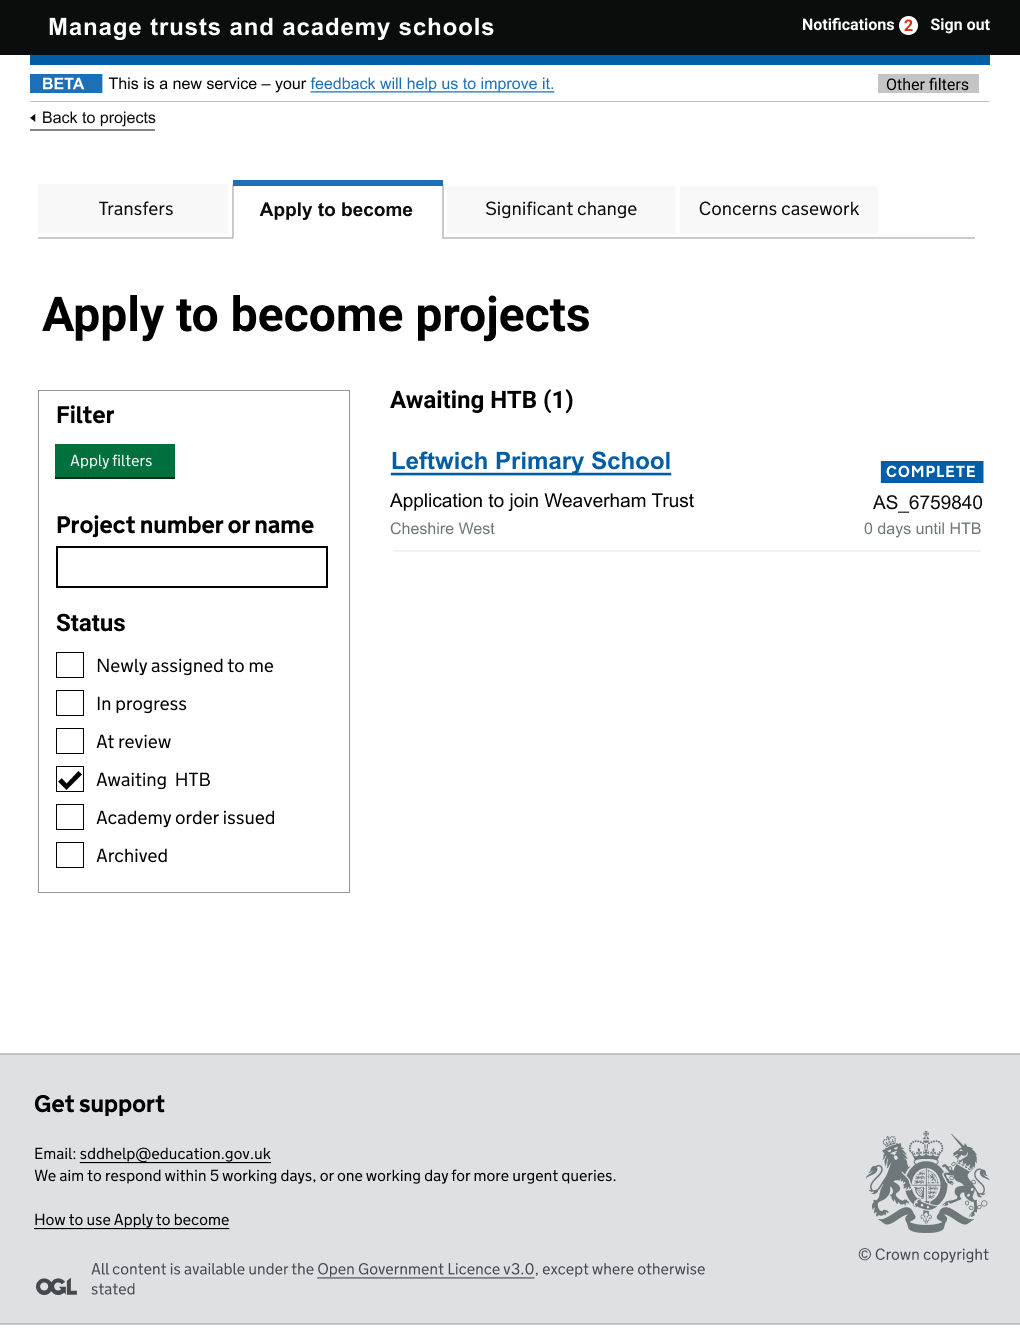 Manage trusts and academy schools
Notifications 2 Sign out
BETA This is a new service – your feedback will help us to improve it.
Other filters
Back to projects
Transfers
Apply to become
Significant change
Concerns casework
Apply to become projects
Filter
Apply filters
Project number or name
Status
Newly assigned to me
In progress
At review
Awaiting HTB
Academy order issued
Archived
Awaiting HTB (1)
Leftwich Primary School
COMPLETE
Application to join Weaverham Trust
AS_6759840
Cheshire West
0 days until HTB
Get support
Email: sddhelp@education.gov.uk
We aim to respond within 5 working days, or one working day for more urgent queries.
How to use Apply to become
© Crown copyright
OGL
All content is available under the Open Government Licence v3.0, except where otherwise
stated